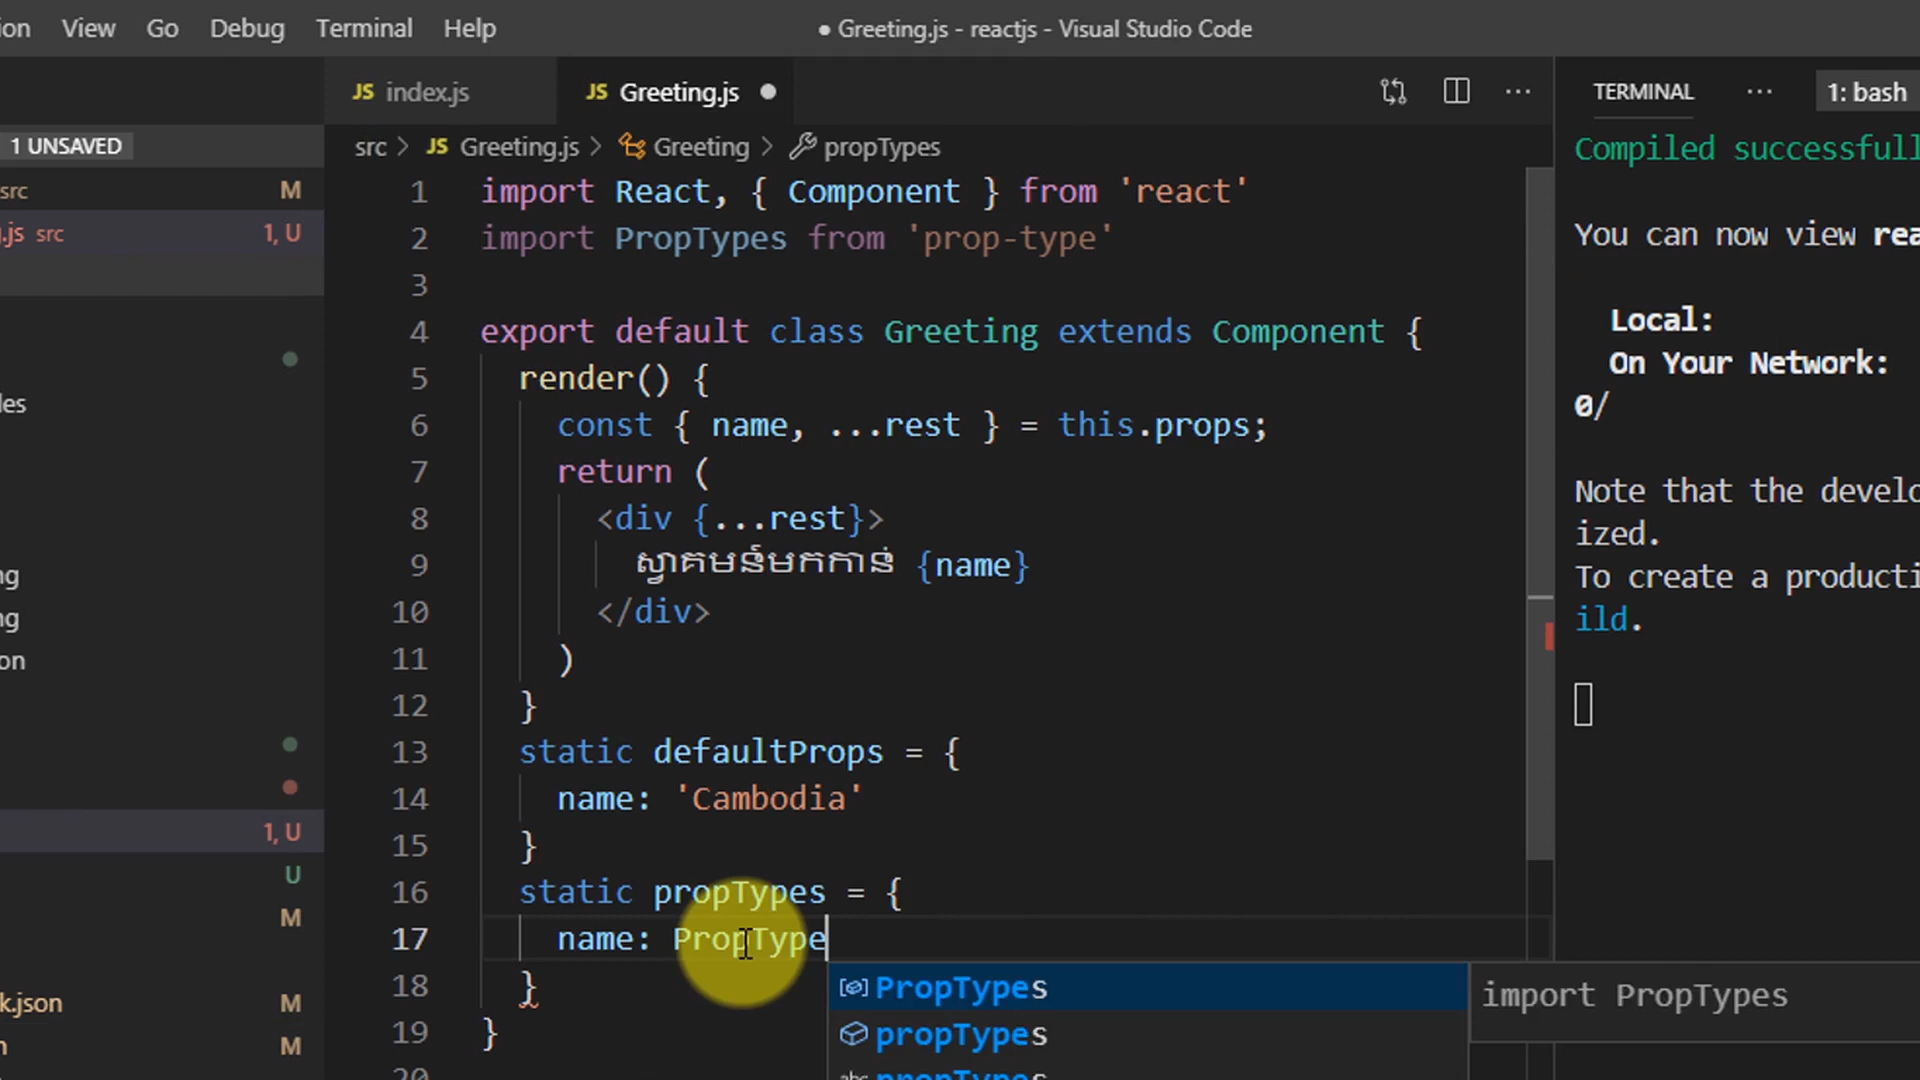 ion View Go Debug Terminal Help
● Greeting.js - reactjs - Visual Studio Code
JS index.js
JS Greeting.js ●
TERMINAL ··· 1: bash
1 UNSAVED
src M
.js src 1, U
les
ng
ng
on
1, U
U
M
k.json M
M
src > JS Greeting.js > Greeting > propTypes
1 import React, { Component } from 'react'
2 import PropTypes from 'prop-type'
3
4 export default class Greeting extends Component {
5 render() {
6 const { name, ...rest } = this.props;
7 return (
8 <div {...rest}>
9 ស្វាគមន៍មកកាន់ {name}
10 </div>
11 )
12 }
13 static defaultProps = {
14 name: 'Cambodia'
15 }
16 static propTypes = {
17 name: PropType
18 }
19 }
20
PropTypes
propTypes
abc propTypes
import PropTypes
Compiled successfull
You can now view rea
Local:
On Your Network:
0/
Note that the develo
ized.
To create a producti
ild.